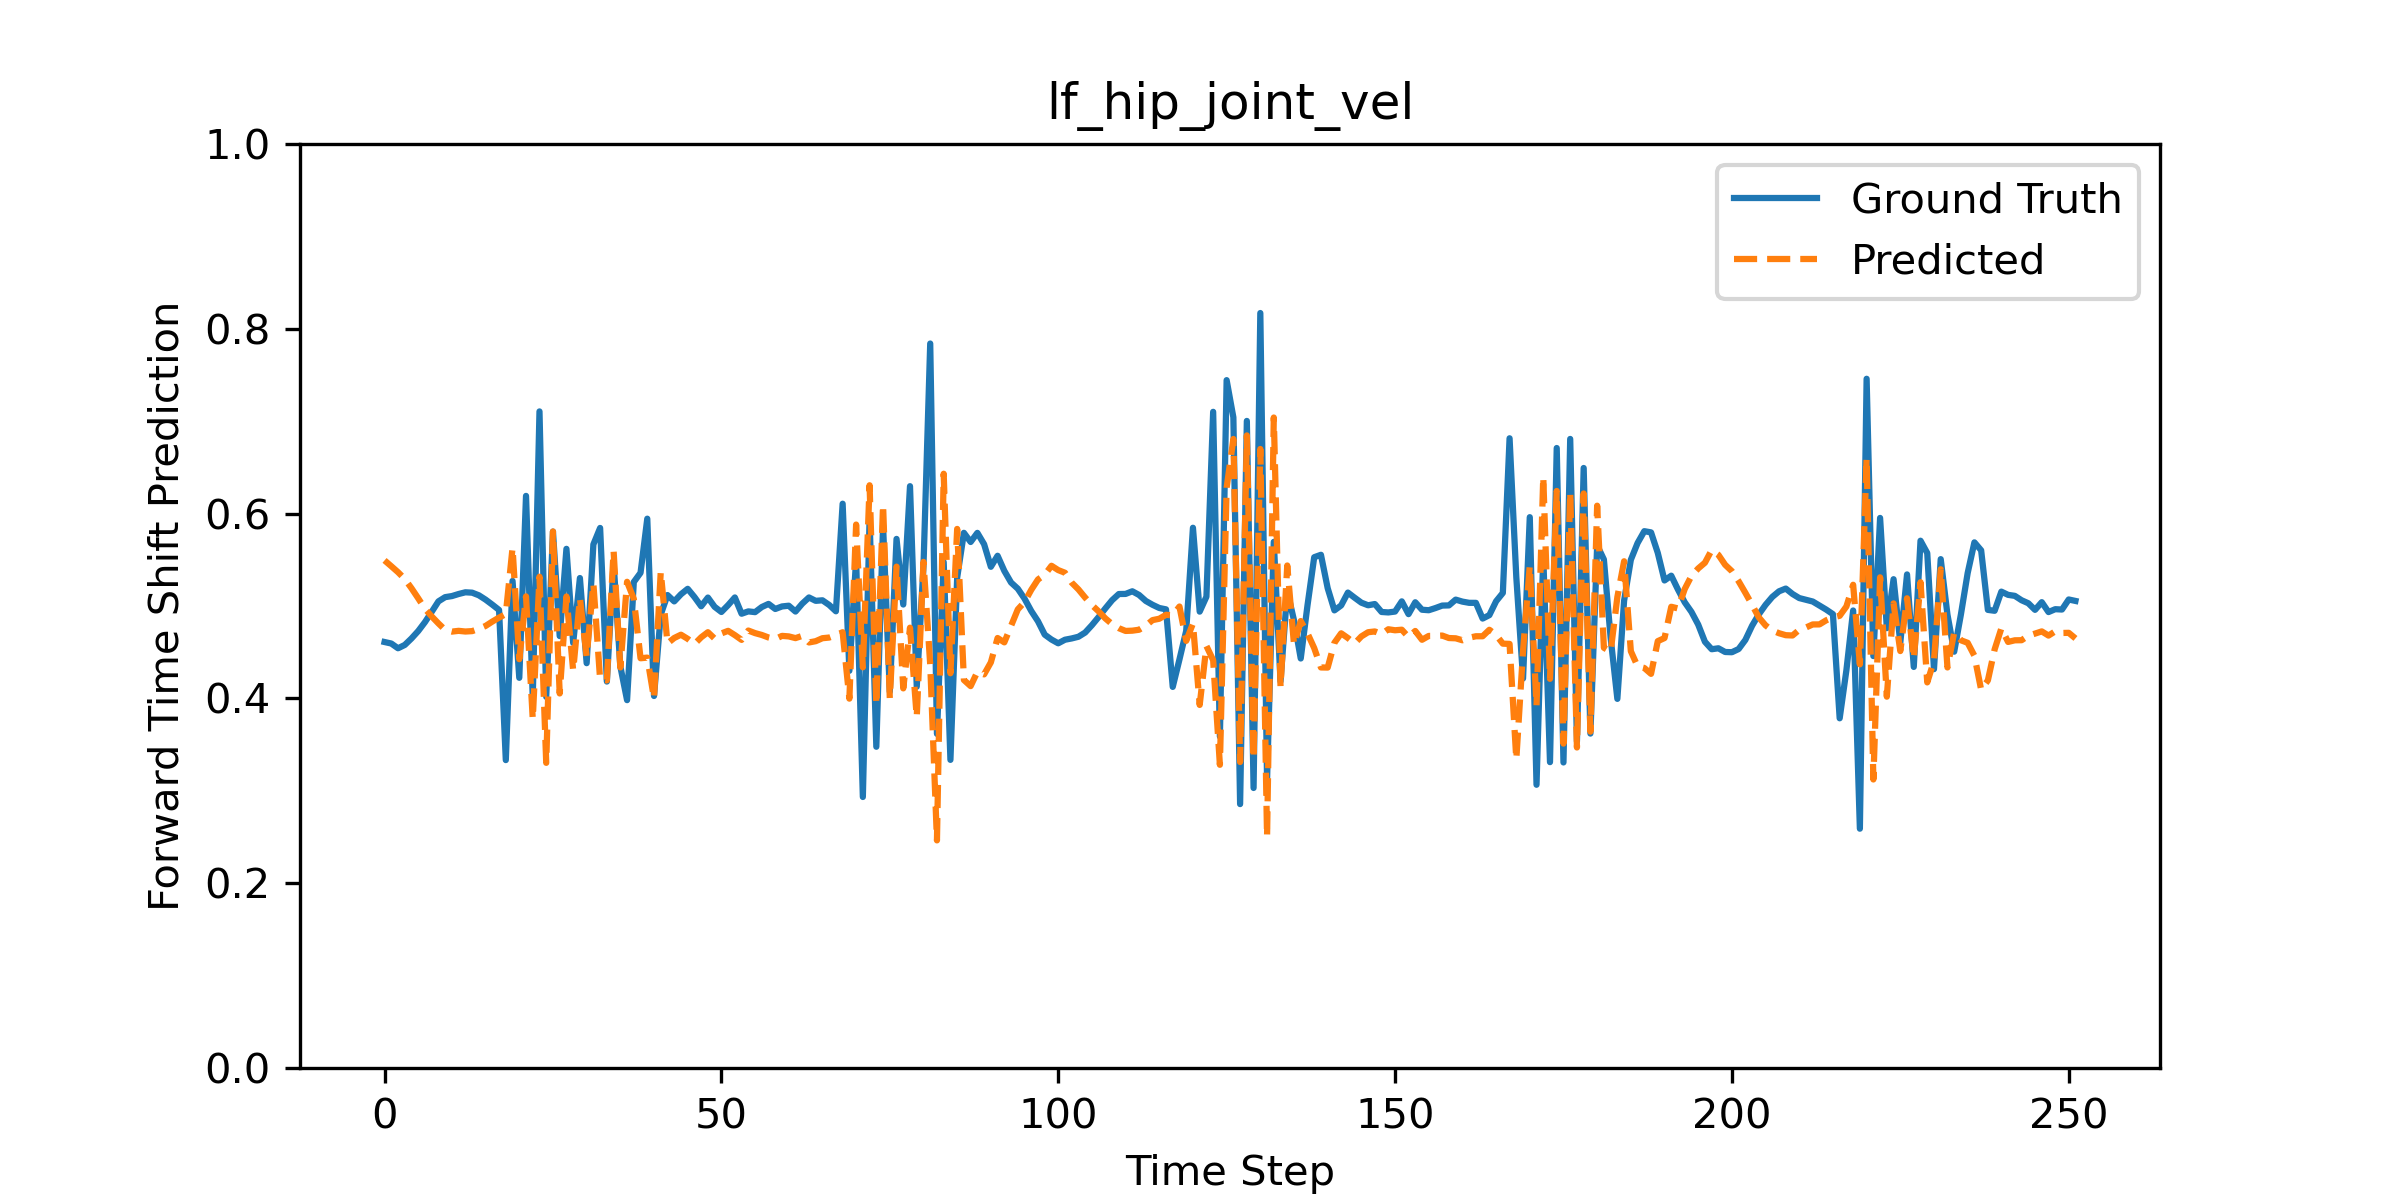 lf_hip_joint_vel
Forward Time Shift Prediction
1.0
0.8
0.6
0.4
0.2
0.0
Ground Truth
Predicted
0 50 100 150 200 250
Time Step